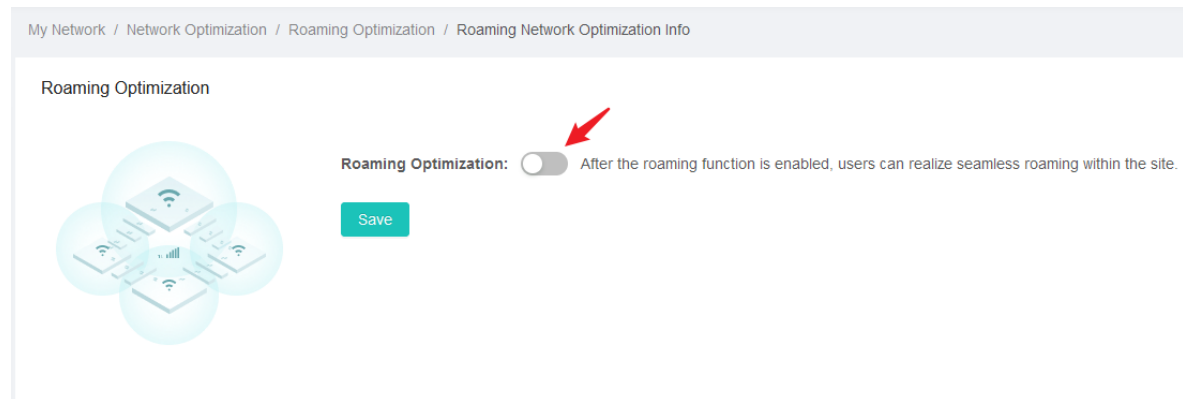 My Network / Network Optimization / Roaming Optimization / Roaming Network Optimization Info
Roaming Optimization
Roaming Optimization: After the roaming function is enabled, users can realize seamless roaming within the site.
Save